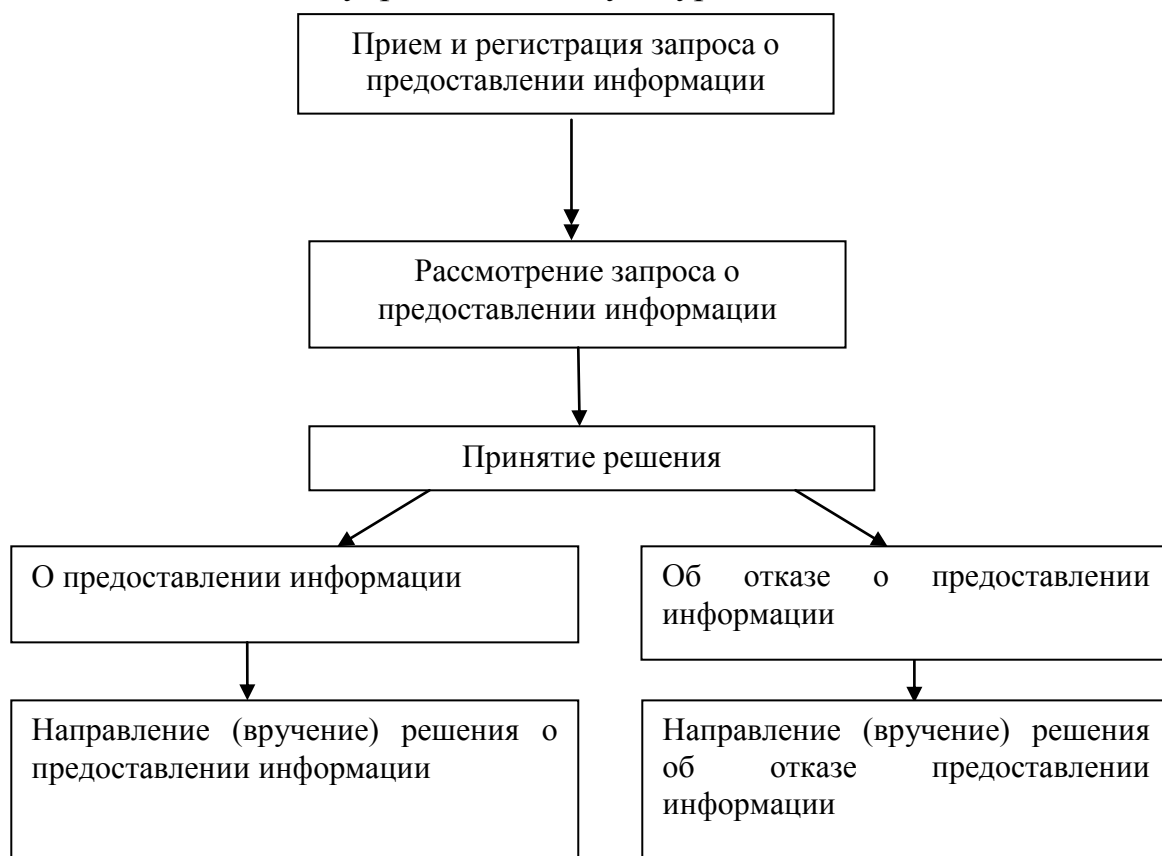 Прием и регистрация запроса о
предоставлении информации
Рассмотрение запроса о
предоставлении информации
Принятие решения
О предоставлении информации
Об отказе о предоставлении
информации
Направление (вручение) решения о
предоставлении информации
Направление (вручение) решения
об отказе предоставлении
информации